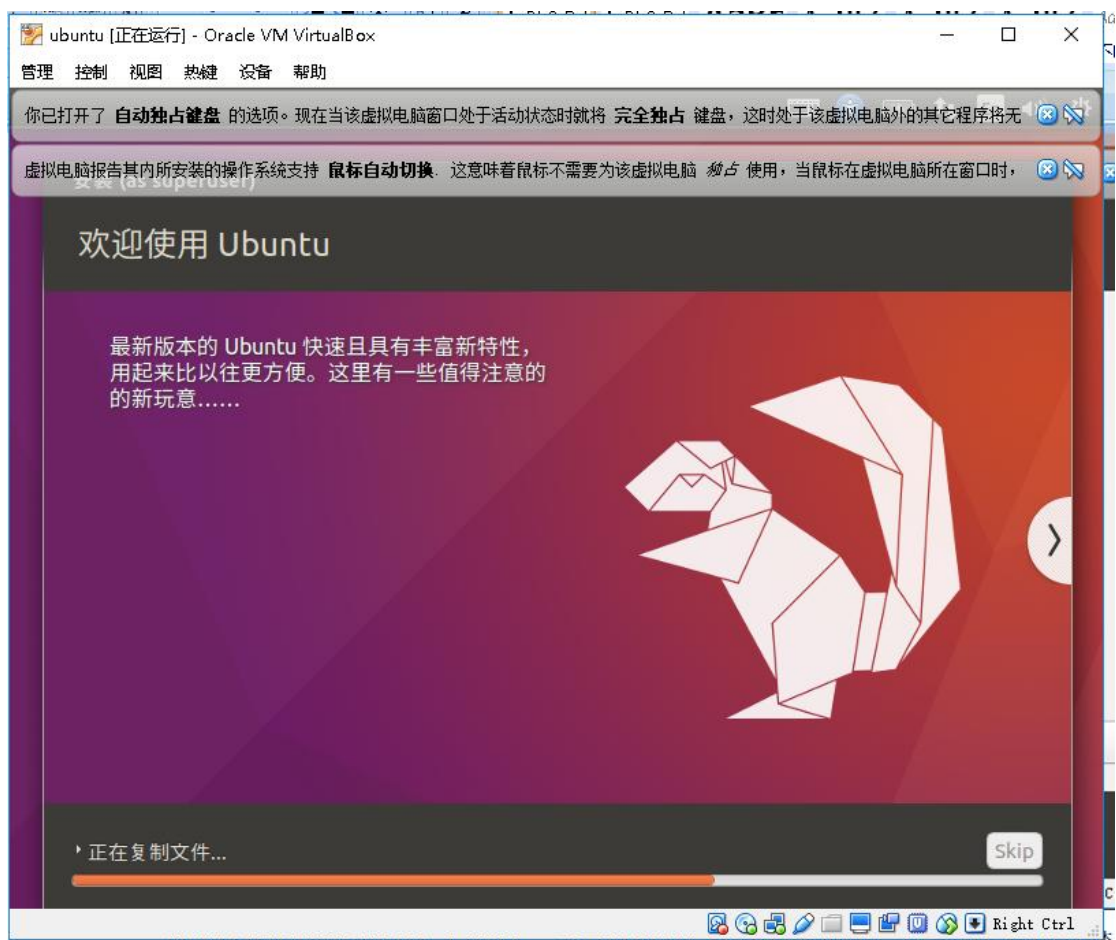 ubuntu [正在运行] - Oracle VM VirtualBox
管理 控制 视图 热键 设备 帮助
你已打开了 自动独占键盘 的选项。现在当该虚拟电脑窗口处于活动状态时就将 完全独占 键盘，这时处于该虚拟电脑外的其它程序将无
虚拟电脑报告其内所安装的操作系统支持 鼠标自动切换. 这意味着鼠标不需要为该虚拟电脑 独占 使用，当鼠标在虚拟电脑所在窗口时，
安装 (as superuser)
欢迎使用 Ubuntu
最新版本的 Ubuntu 快速且具有丰富新特性，
用起来比以往更方便。这里有一些值得注意的
的新玩意……
正在复制文件...
Skip
Right Ctrl